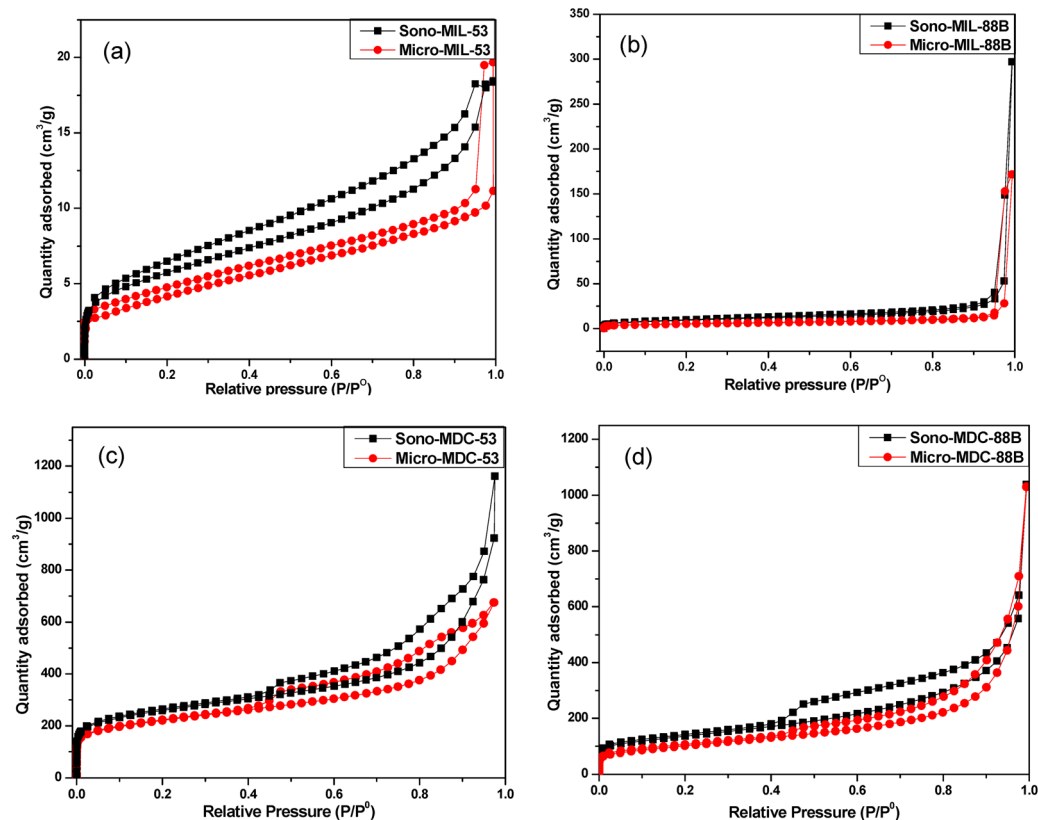 (a)
Sono-MIL-53
Micro-MIL-53
20
15
10
5
0
0.0 0.2 0.4 0.6 0.8 1.0
Quantity adsorbed (cm³/g)
Relative pressure (P/P⁰)
(b)
Sono-MIL-88B
Micro-MIL-88B
350
300
250
200
150
100
50
0
0.0 0.2 0.4 0.6 0.8 1.0
Quantity adsorbed (cm³/g)
Relative pressure (P/P⁰)
(c)
Sono-MDC-53
Micro-MDC-53
1200
1000
800
600
400
200
0
0.0 0.2 0.4 0.6 0.8 1.0
Quantity adsorbed (cm³/g)
Relative Pressure (P/P⁰)
(d)
Sono-MDC-88B
Micro-MDC-88B
1200
1000
800
600
400
200
0
0.0 0.2 0.4 0.6 0.8 1.0
Quantity adsorbed (cm³/g)
Relative Pressure (P/P⁰)